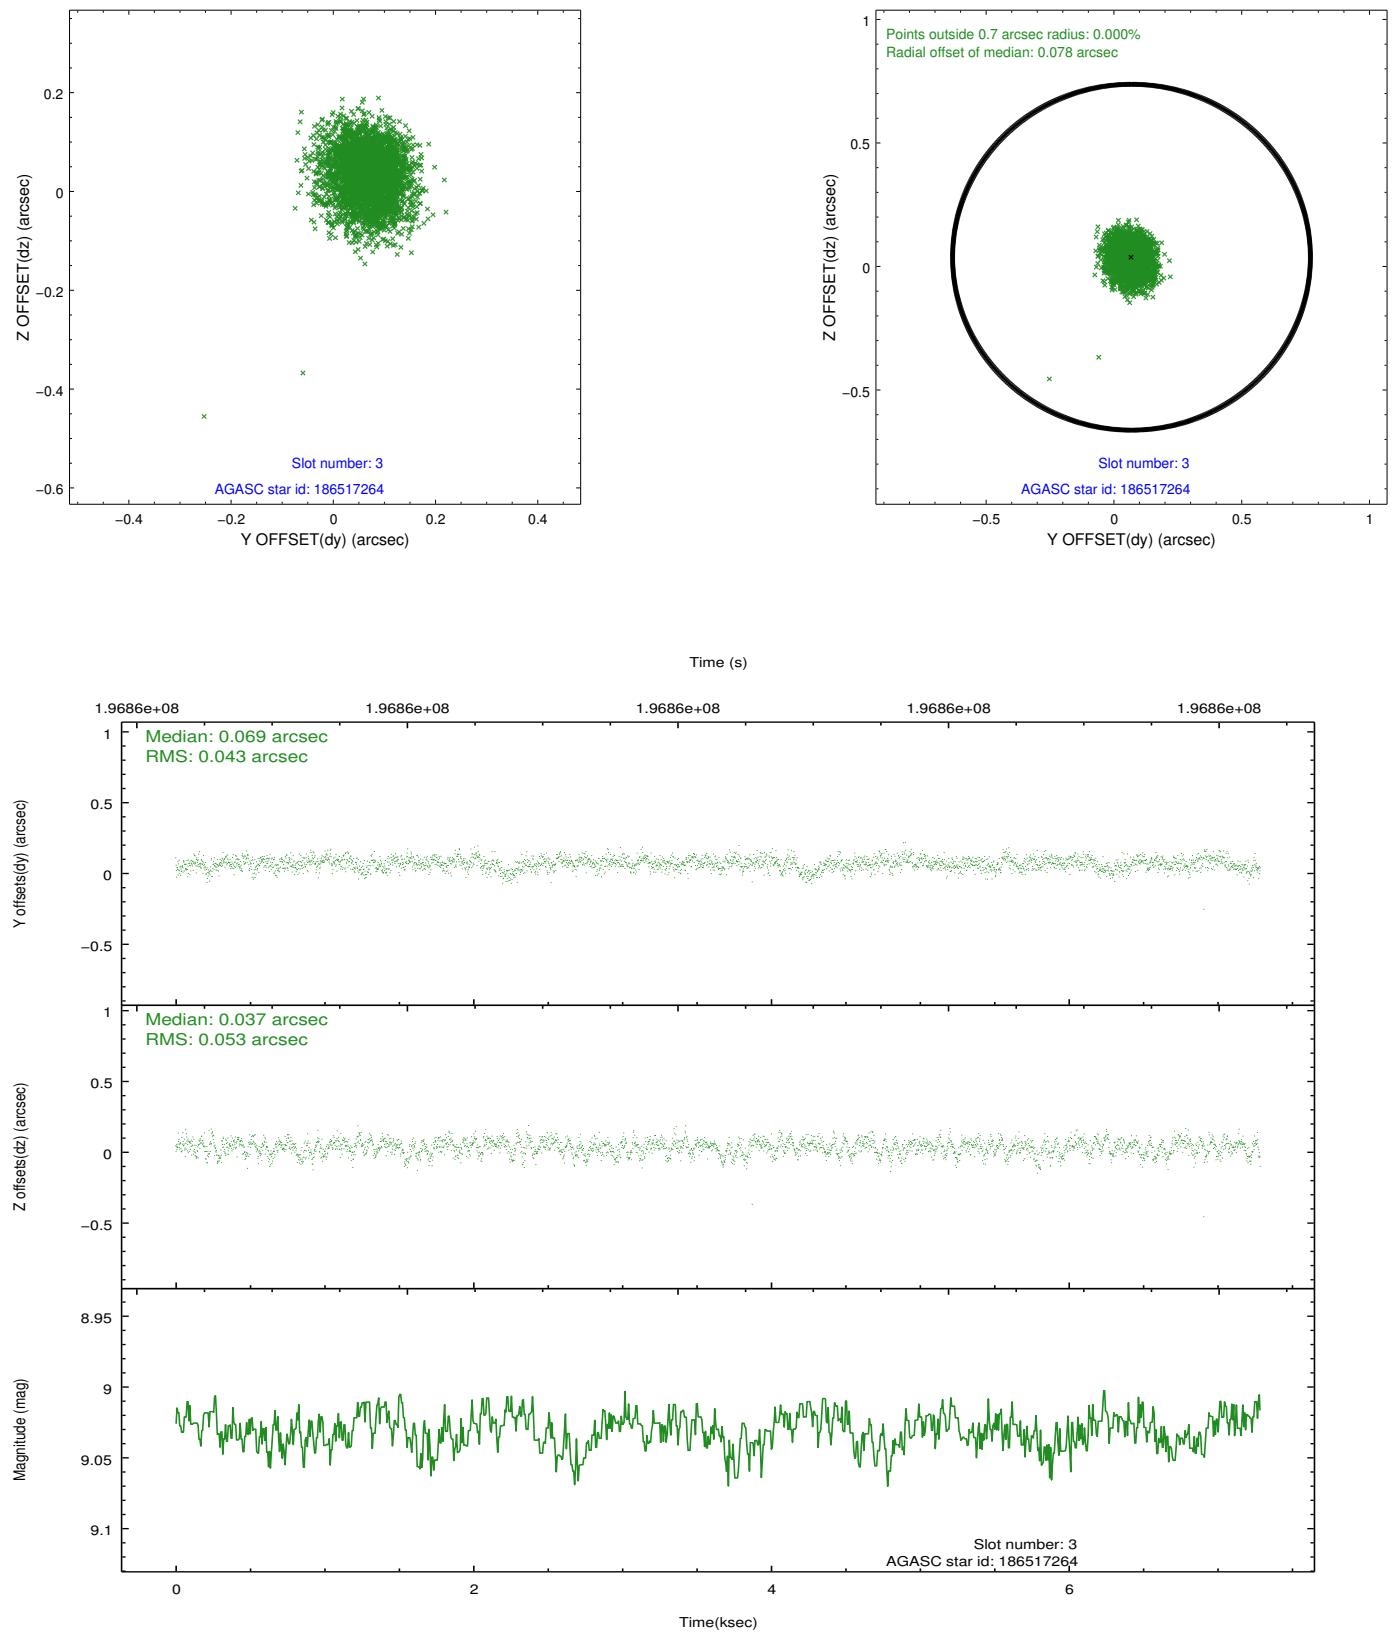 0.2
0
−0.2
−0.4
−0.6
Z OFFSET(dz) (arcsec)
Slot number: 3
AGASC star id: 186517264
−0.4
−0.2
0
0.2
0.4
Y OFFSET(dy) (arcsec)
Points outside 0.7 arcsec radius: 0.000%
Radial offset of median: 0.078 arcsec
1
0.5
0
−0.5
Z OFFSET(dz) (arcsec)
Slot number: 3
AGASC star id: 186517264
−0.5
0
0.5
1
Y OFFSET(dy) (arcsec)
Time (s)
1.9686e+08
1.9686e+08
1.9686e+08
1.9686e+08
1.9686e+08
Median: 0.069 arcsec
RMS: 0.043 arcsec
1
0.5
0
−0.5
Y offsets(dy) (arcsec)
Median: 0.037 arcsec
RMS: 0.053 arcsec
1
0.5
0
−0.5
Z offsets(dz) (arcsec)
8.95
9
9.05
9.1
Magnitude (mag)
Slot number: 3
AGASC star id: 186517264
0
2
4
6
Time(ksec)